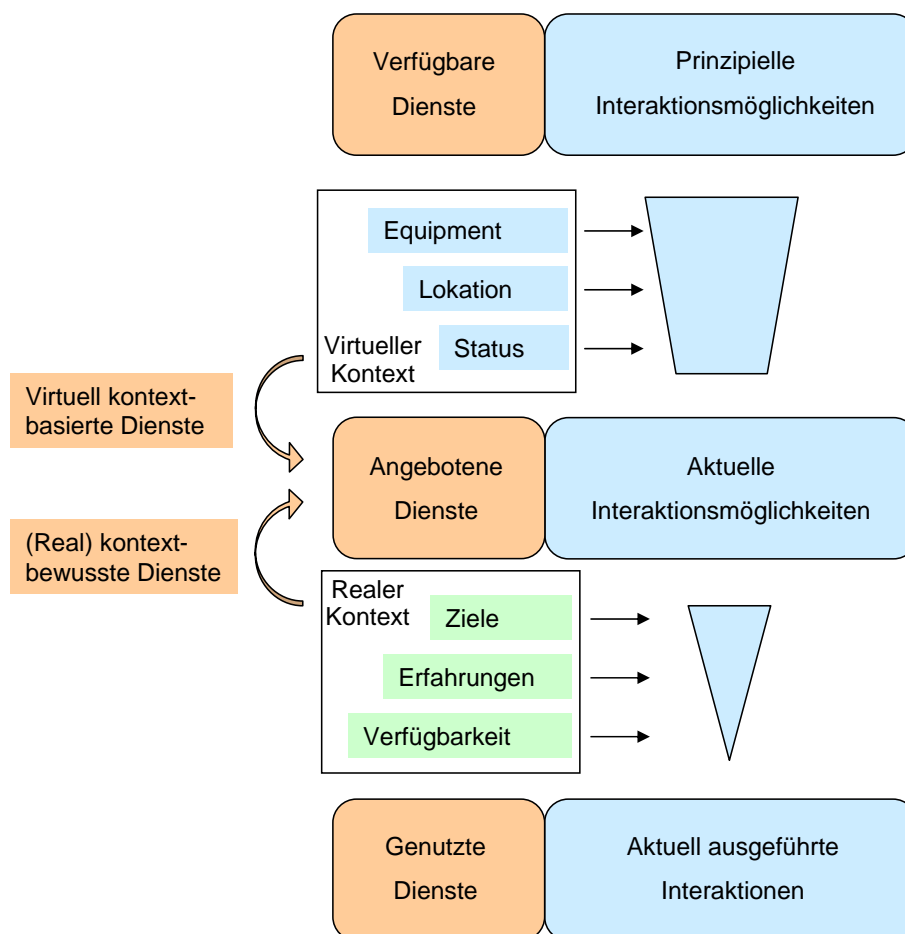 Verfügbare
Dienste
Prinzipielle
Interaktionsmöglichkeiten
Equipment
Lokation
Status
Virtueller
Kontext
Virtuell kontext-
basierte Dienste
Angebotene
Dienste
Aktuelle
Interaktionsmöglichkeiten
(Real) kontext-
bewusste Dienste
Realer
Kontext
Ziele
Erfahrungen
Verfügbarkeit
Genutzte
Dienste
Aktuell ausgeführte
Interaktionen